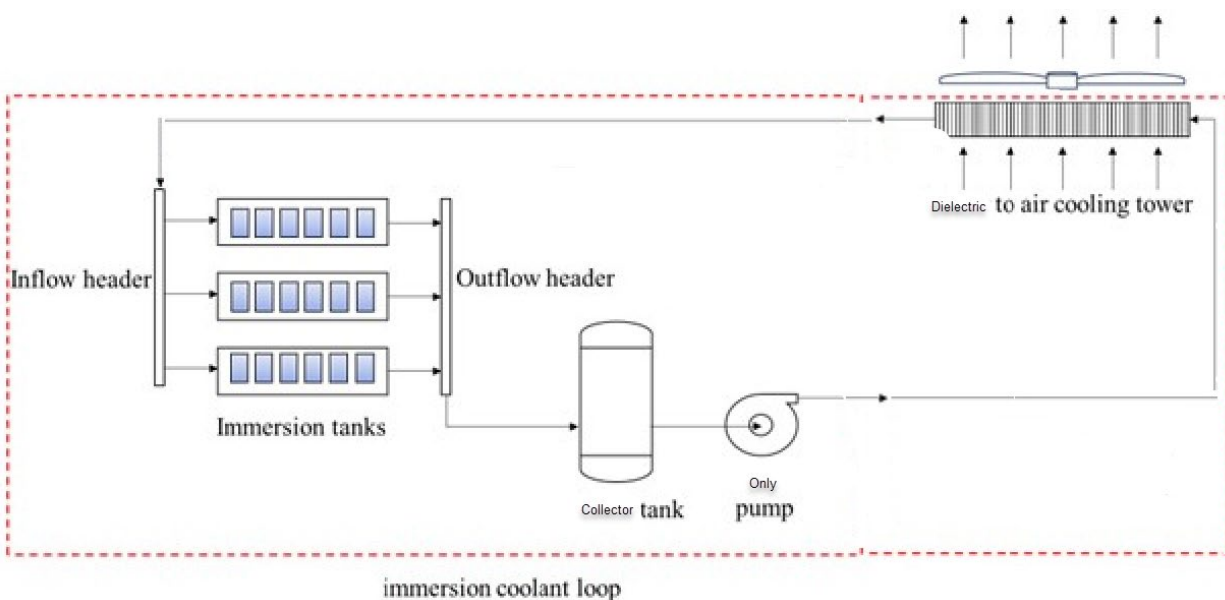 Dielectric to air cooling tower
Inflow header
Outflow header
Immersion tanks
Only
Collector tank
pump
immersion coolant loop